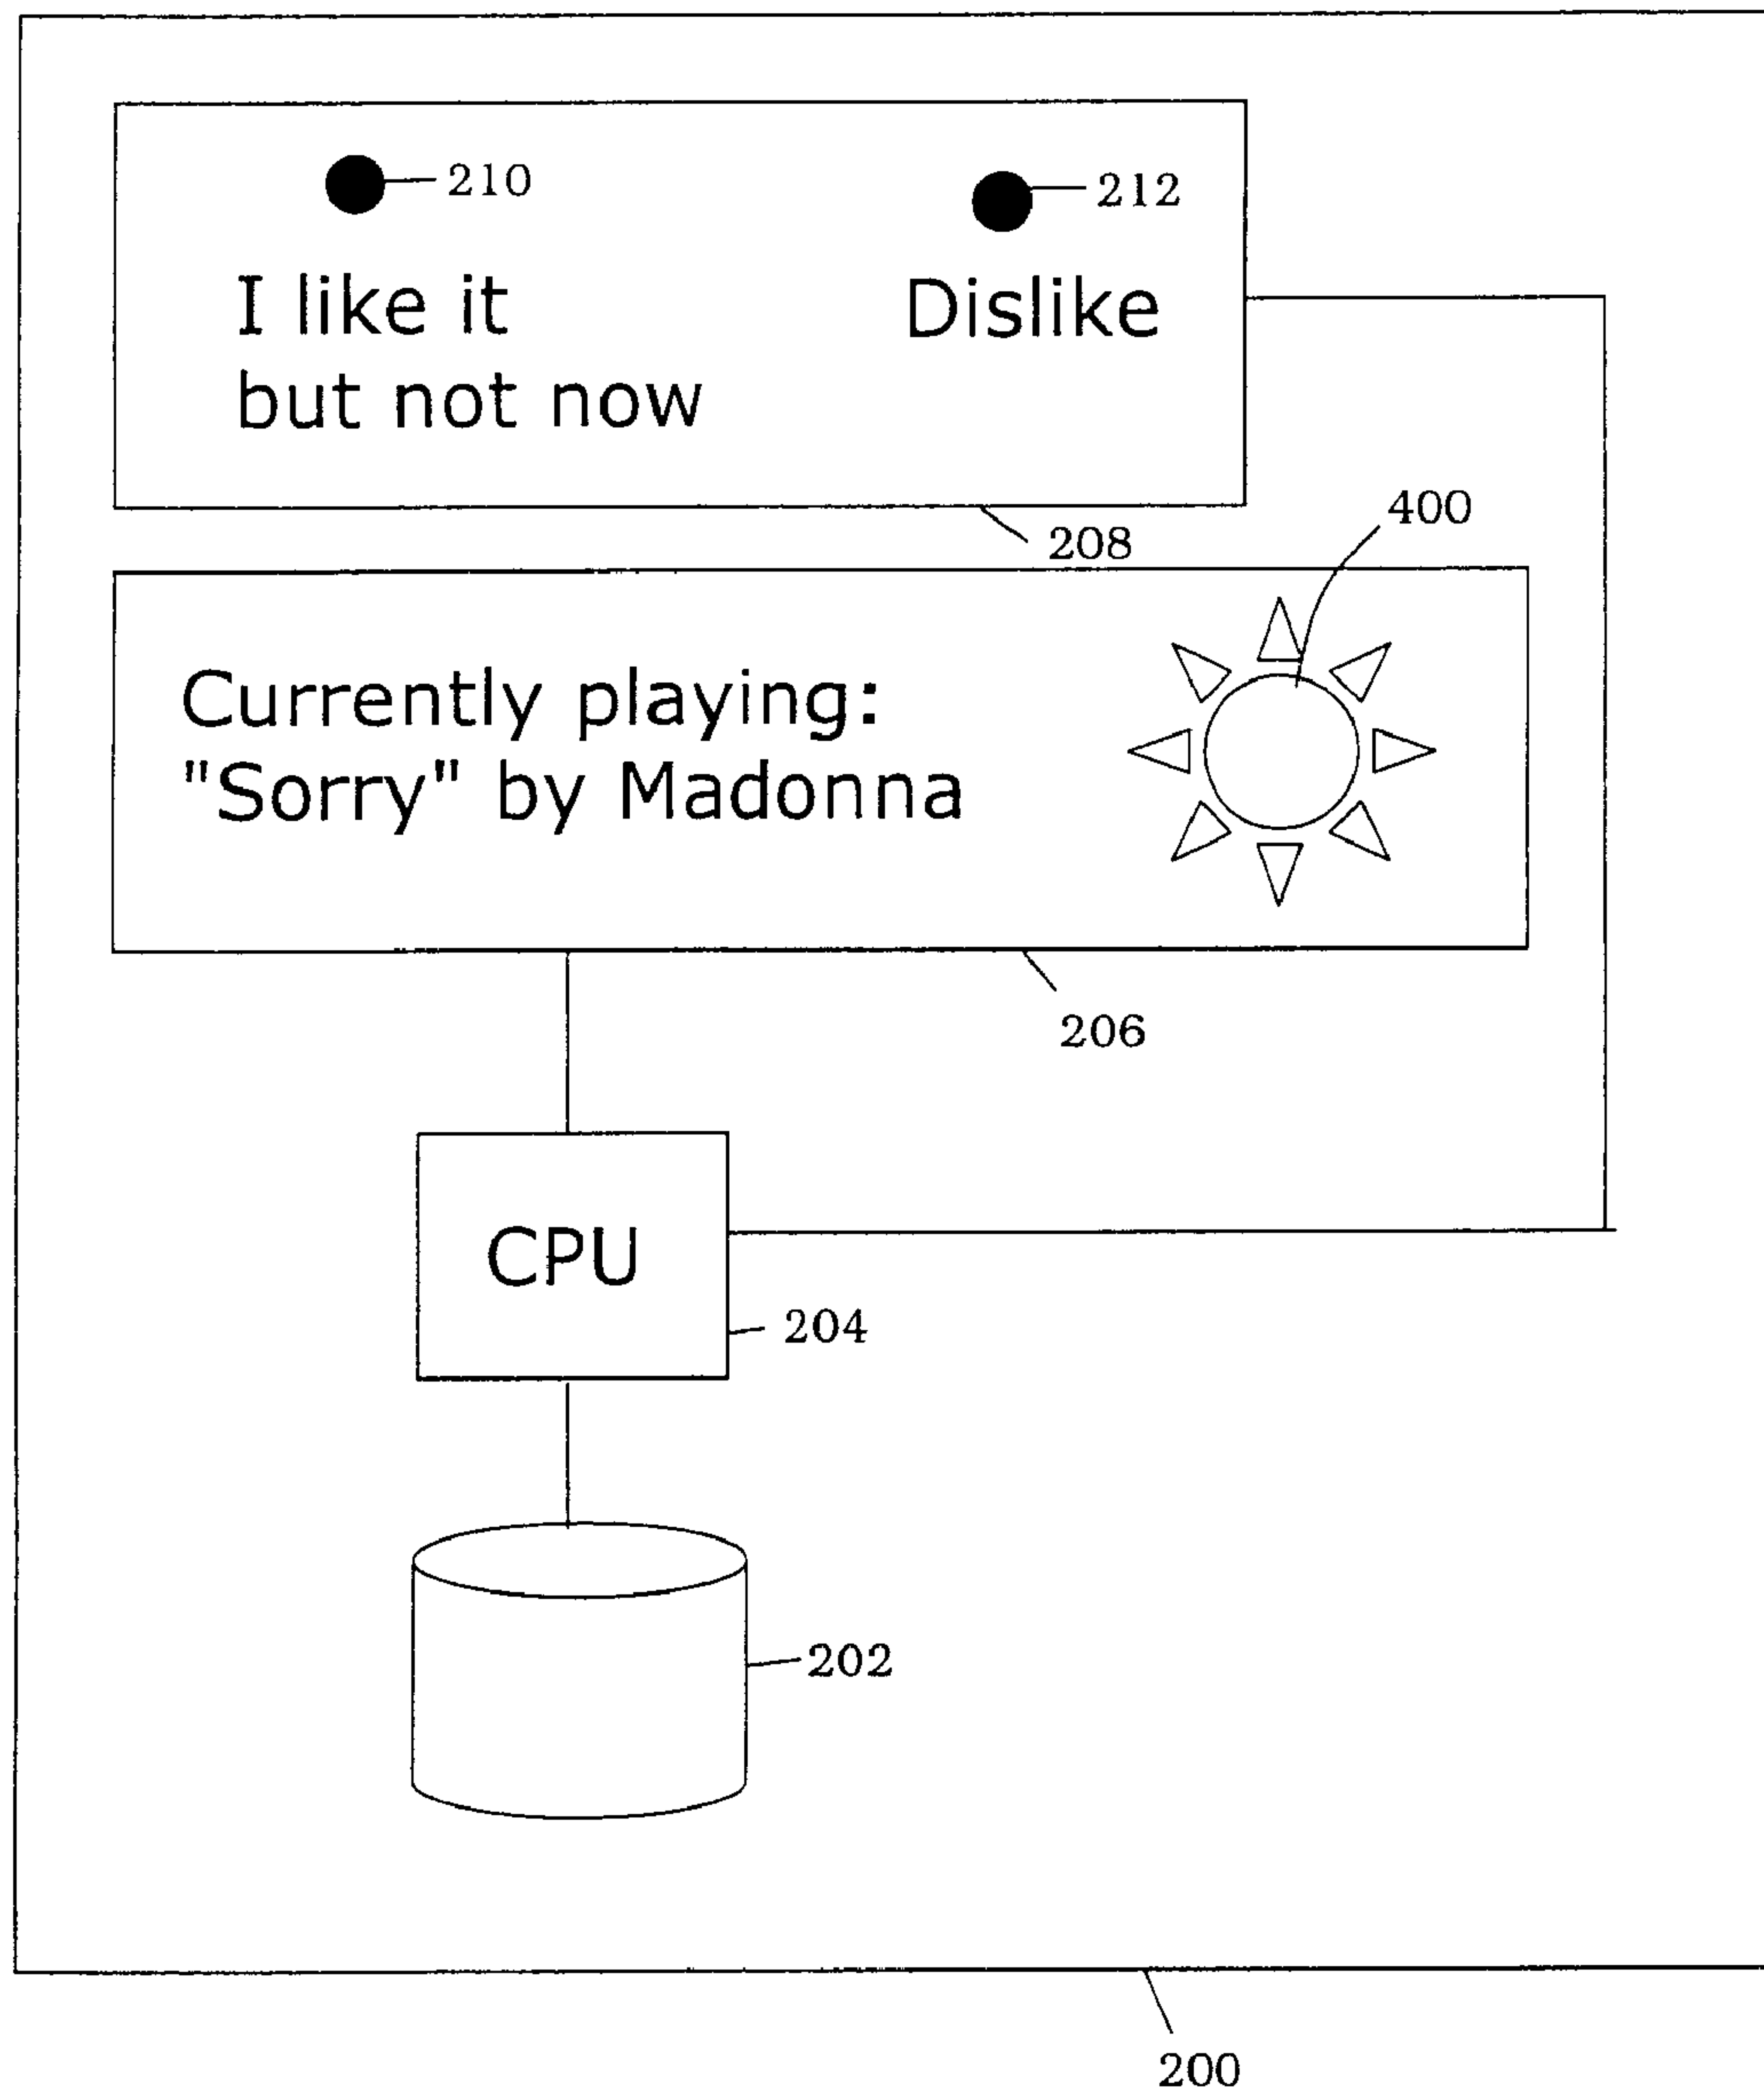 210
212
I like it
but not now
Dislike
400
208
Currently playing:
"Sorry" by Madonna
206
CPU
204
202
200